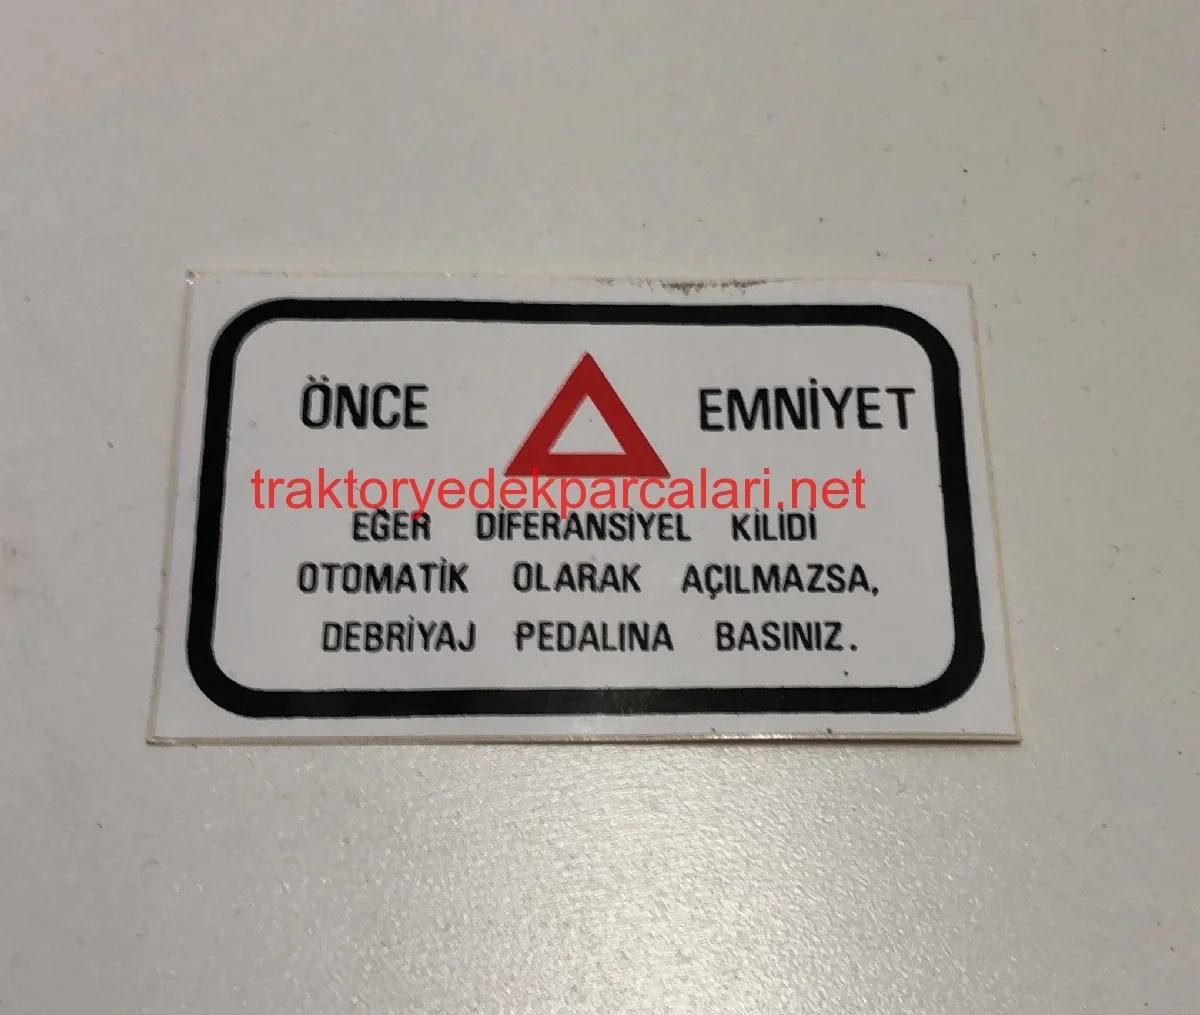 ÖNCE EMNİYET
traktoryedekparcalari.net
EĞER DİFERANSİYEL KİLİDİ
OTOMATİK OLARAK AÇILMAZSA,
DEBRİYAJ PEDALINA BASINIZ.